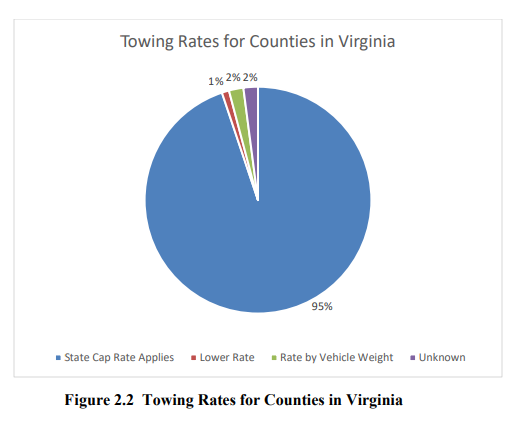 Towing Rates for Counties in Virginia
1% 2% 2%
95%
State Cap Rate Applies Lower Rate Rate by Vehicle Weight Unknown
Figure 2.2 Towing Rates for Counties in Virginia